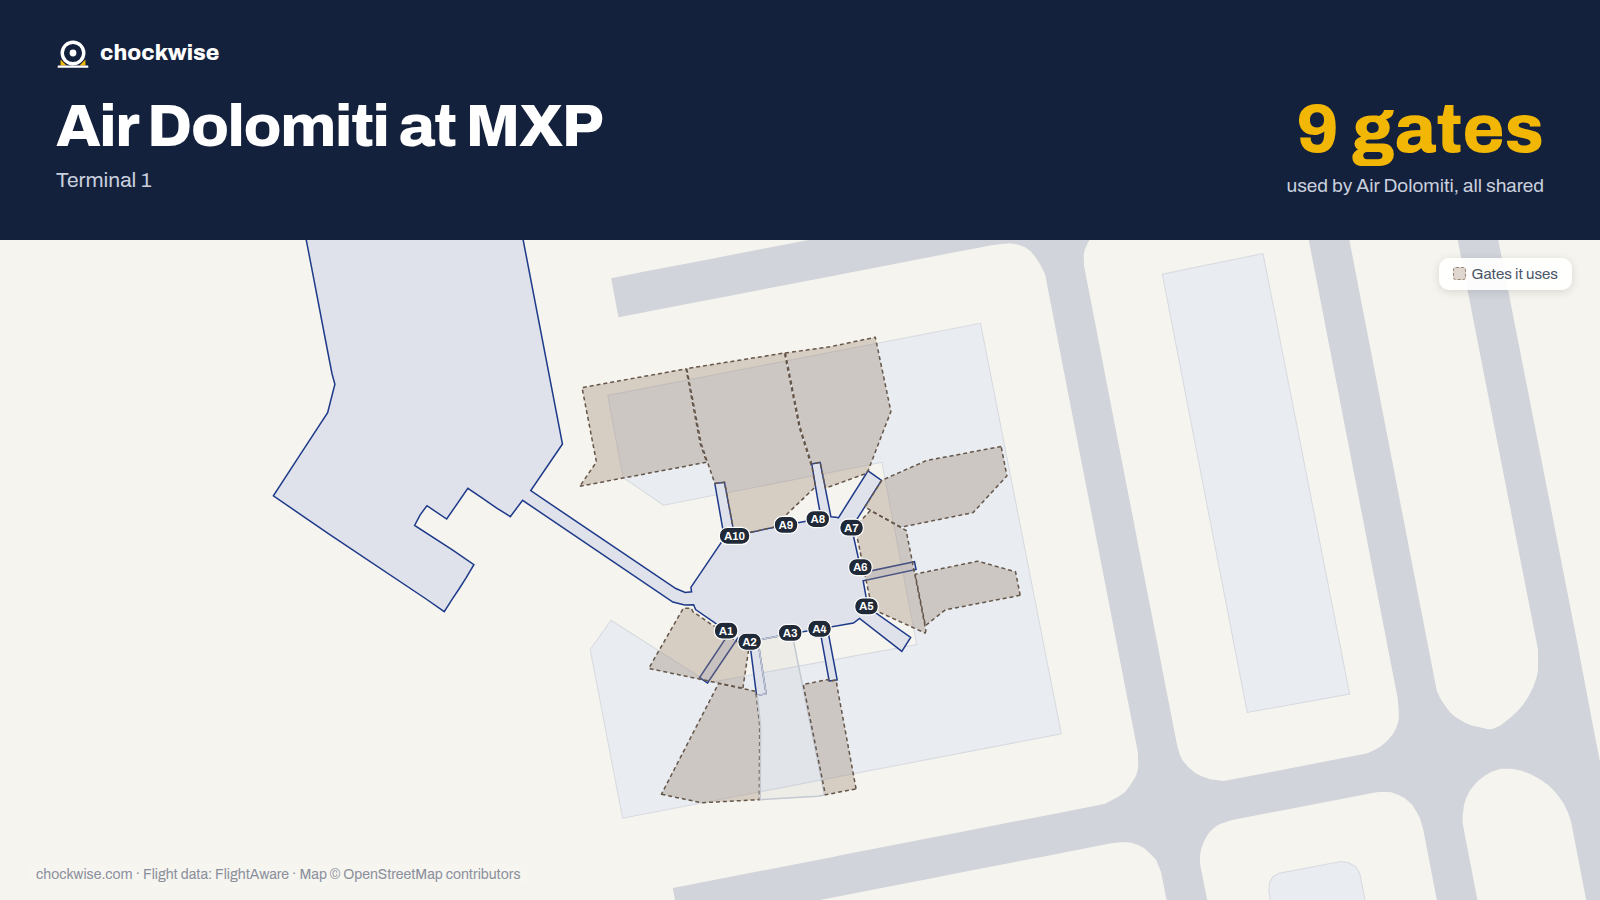 chockwise
Air Dolomiti at MXP
Terminal 1
9 gates
used by Air Dolomiti, all shared
Gates it uses
A10
A9
A8
A7
A6
A5
A1
A2
A3
A4
chockwise.com · Flight data: FlightAware · Map © OpenStreetMap contributors